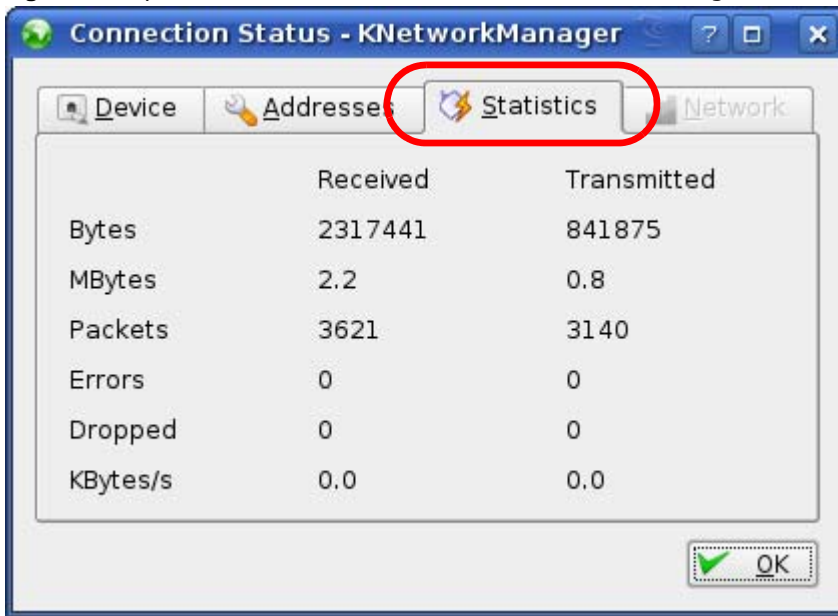 Connection Status - KNetworkManager
Device Addresses Statistics Network
Received Transmitted
Bytes 2317441 841875
MBytes 2.2 0.8
Packets 3621 3140
Errors 0 0
Dropped 0 0
KBytes/s 0.0 0.0
OK